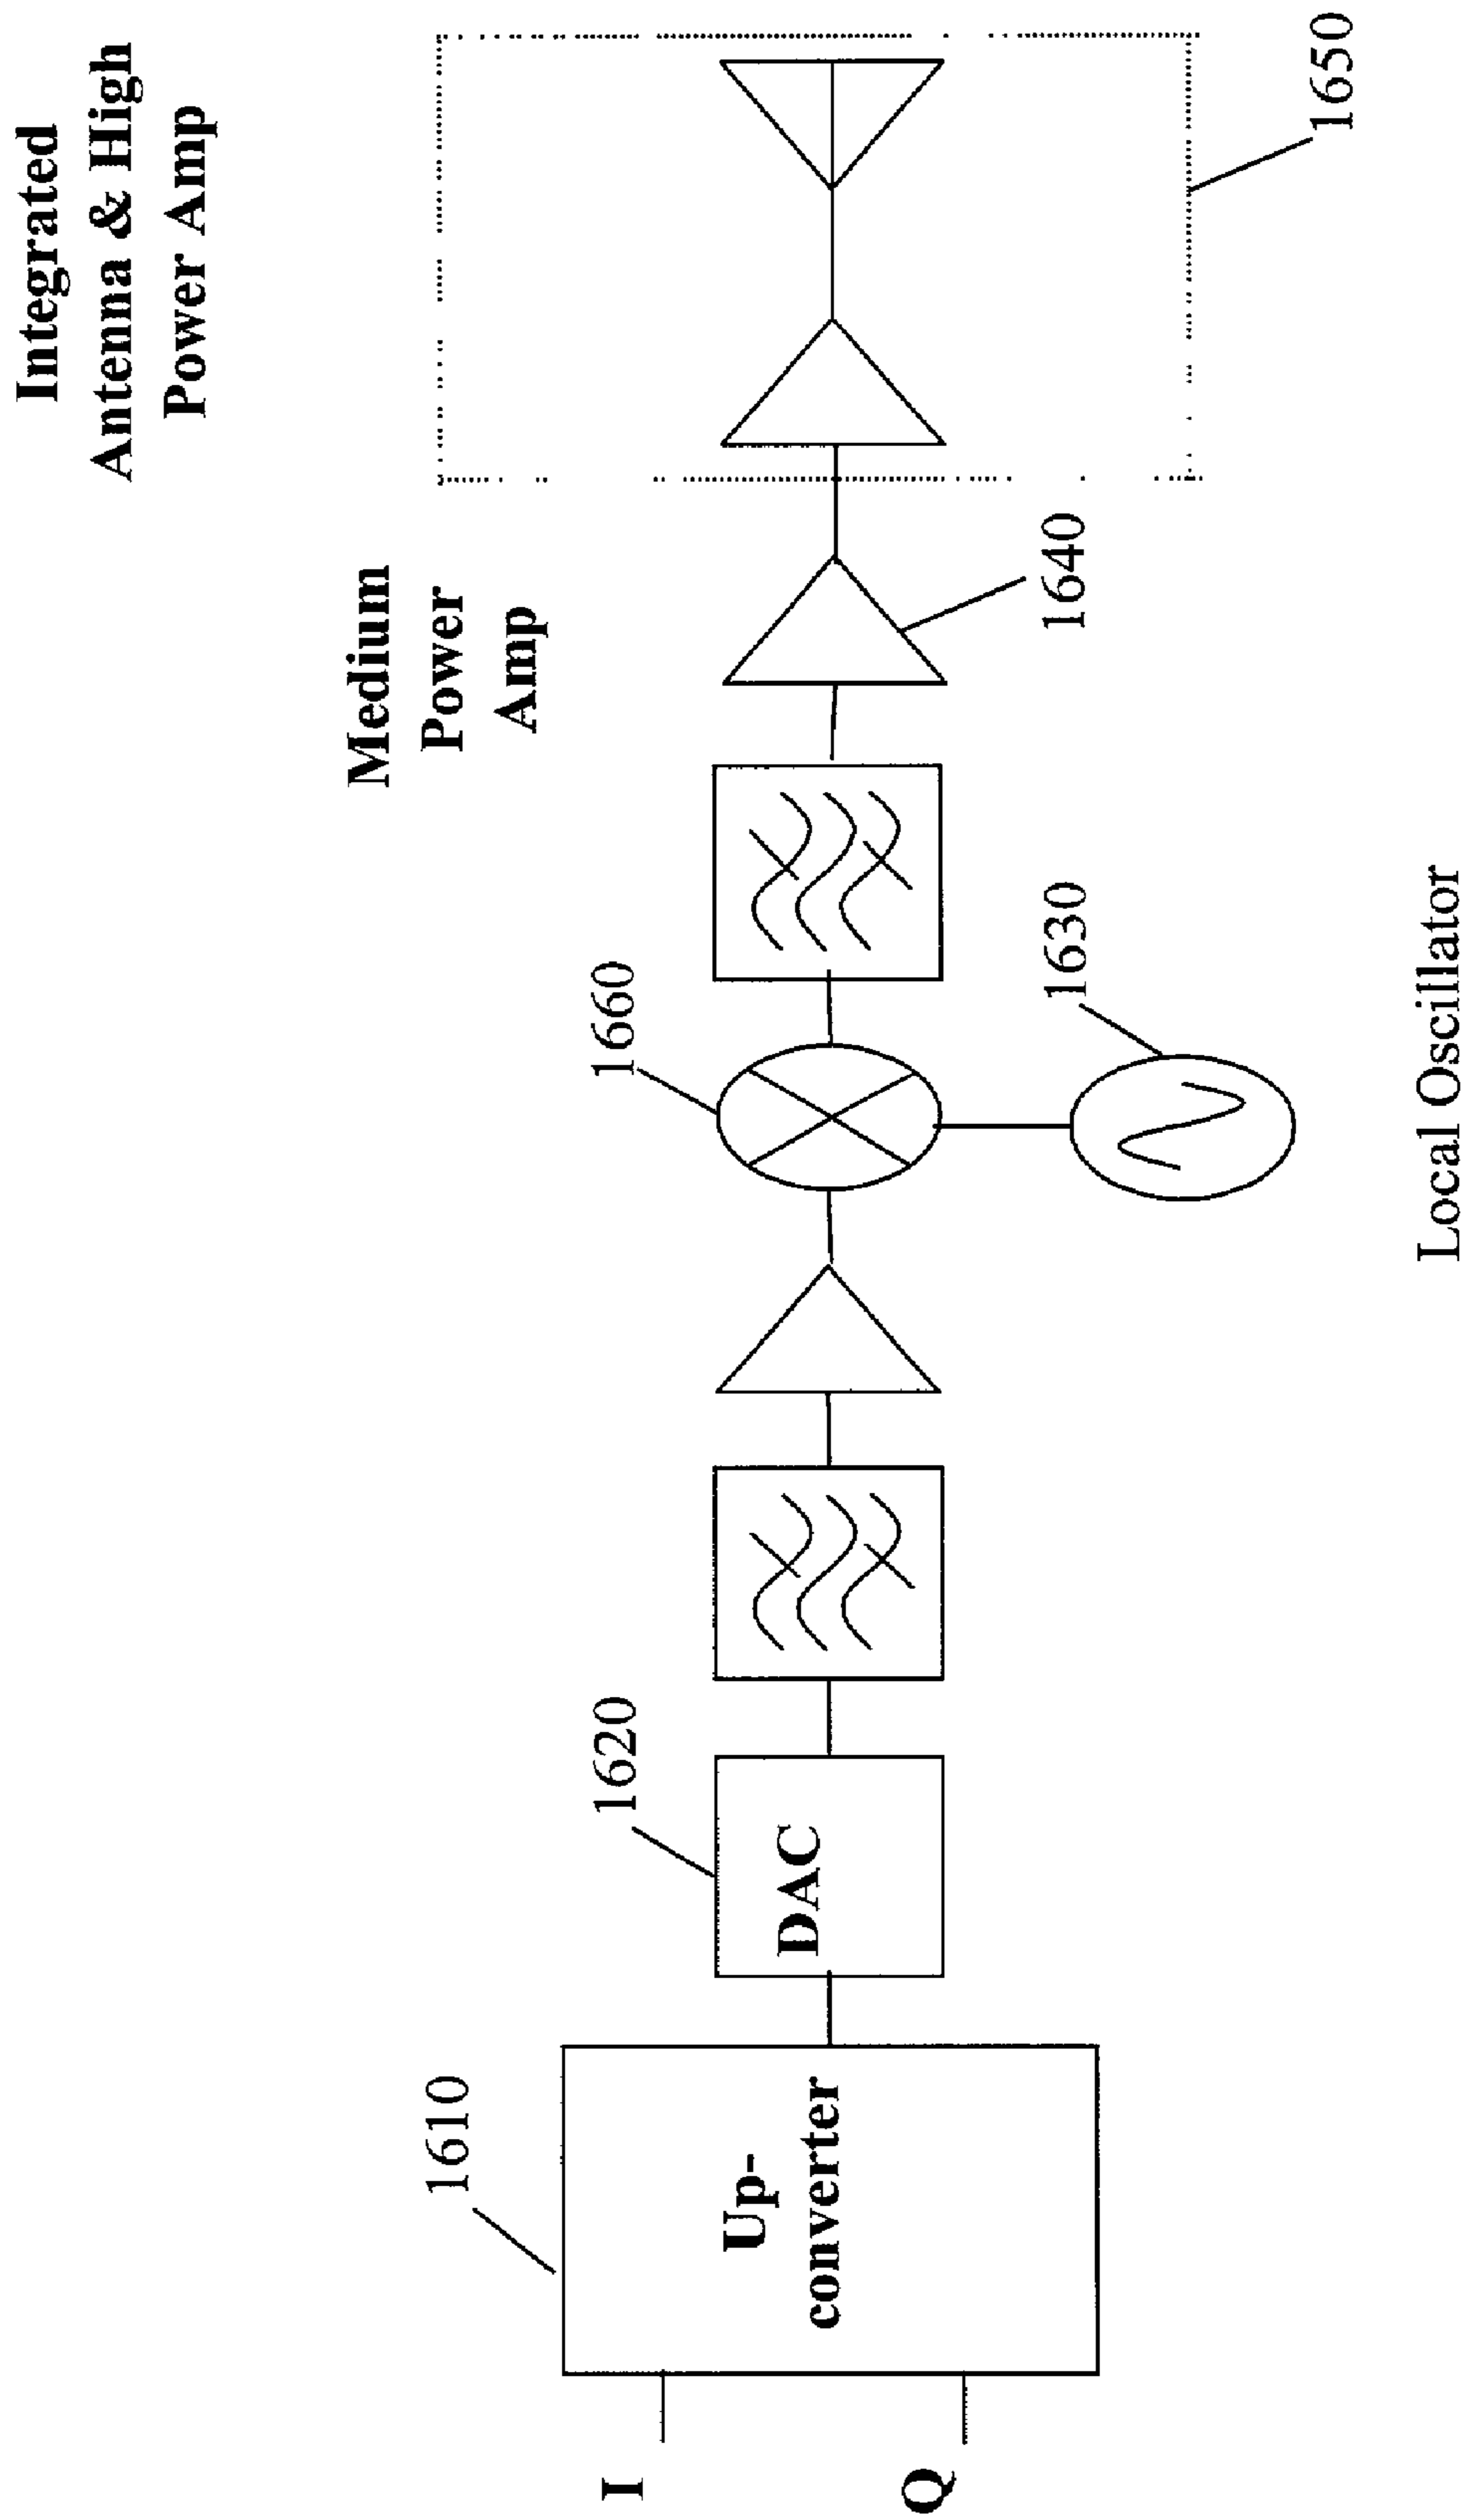 I
Q
1610
Up-
converter
1620
DAC
1660
1630
Local Oscillator
Medium
Power
Amp
1640
Integrated
Antenna & High
Power Amp
1650